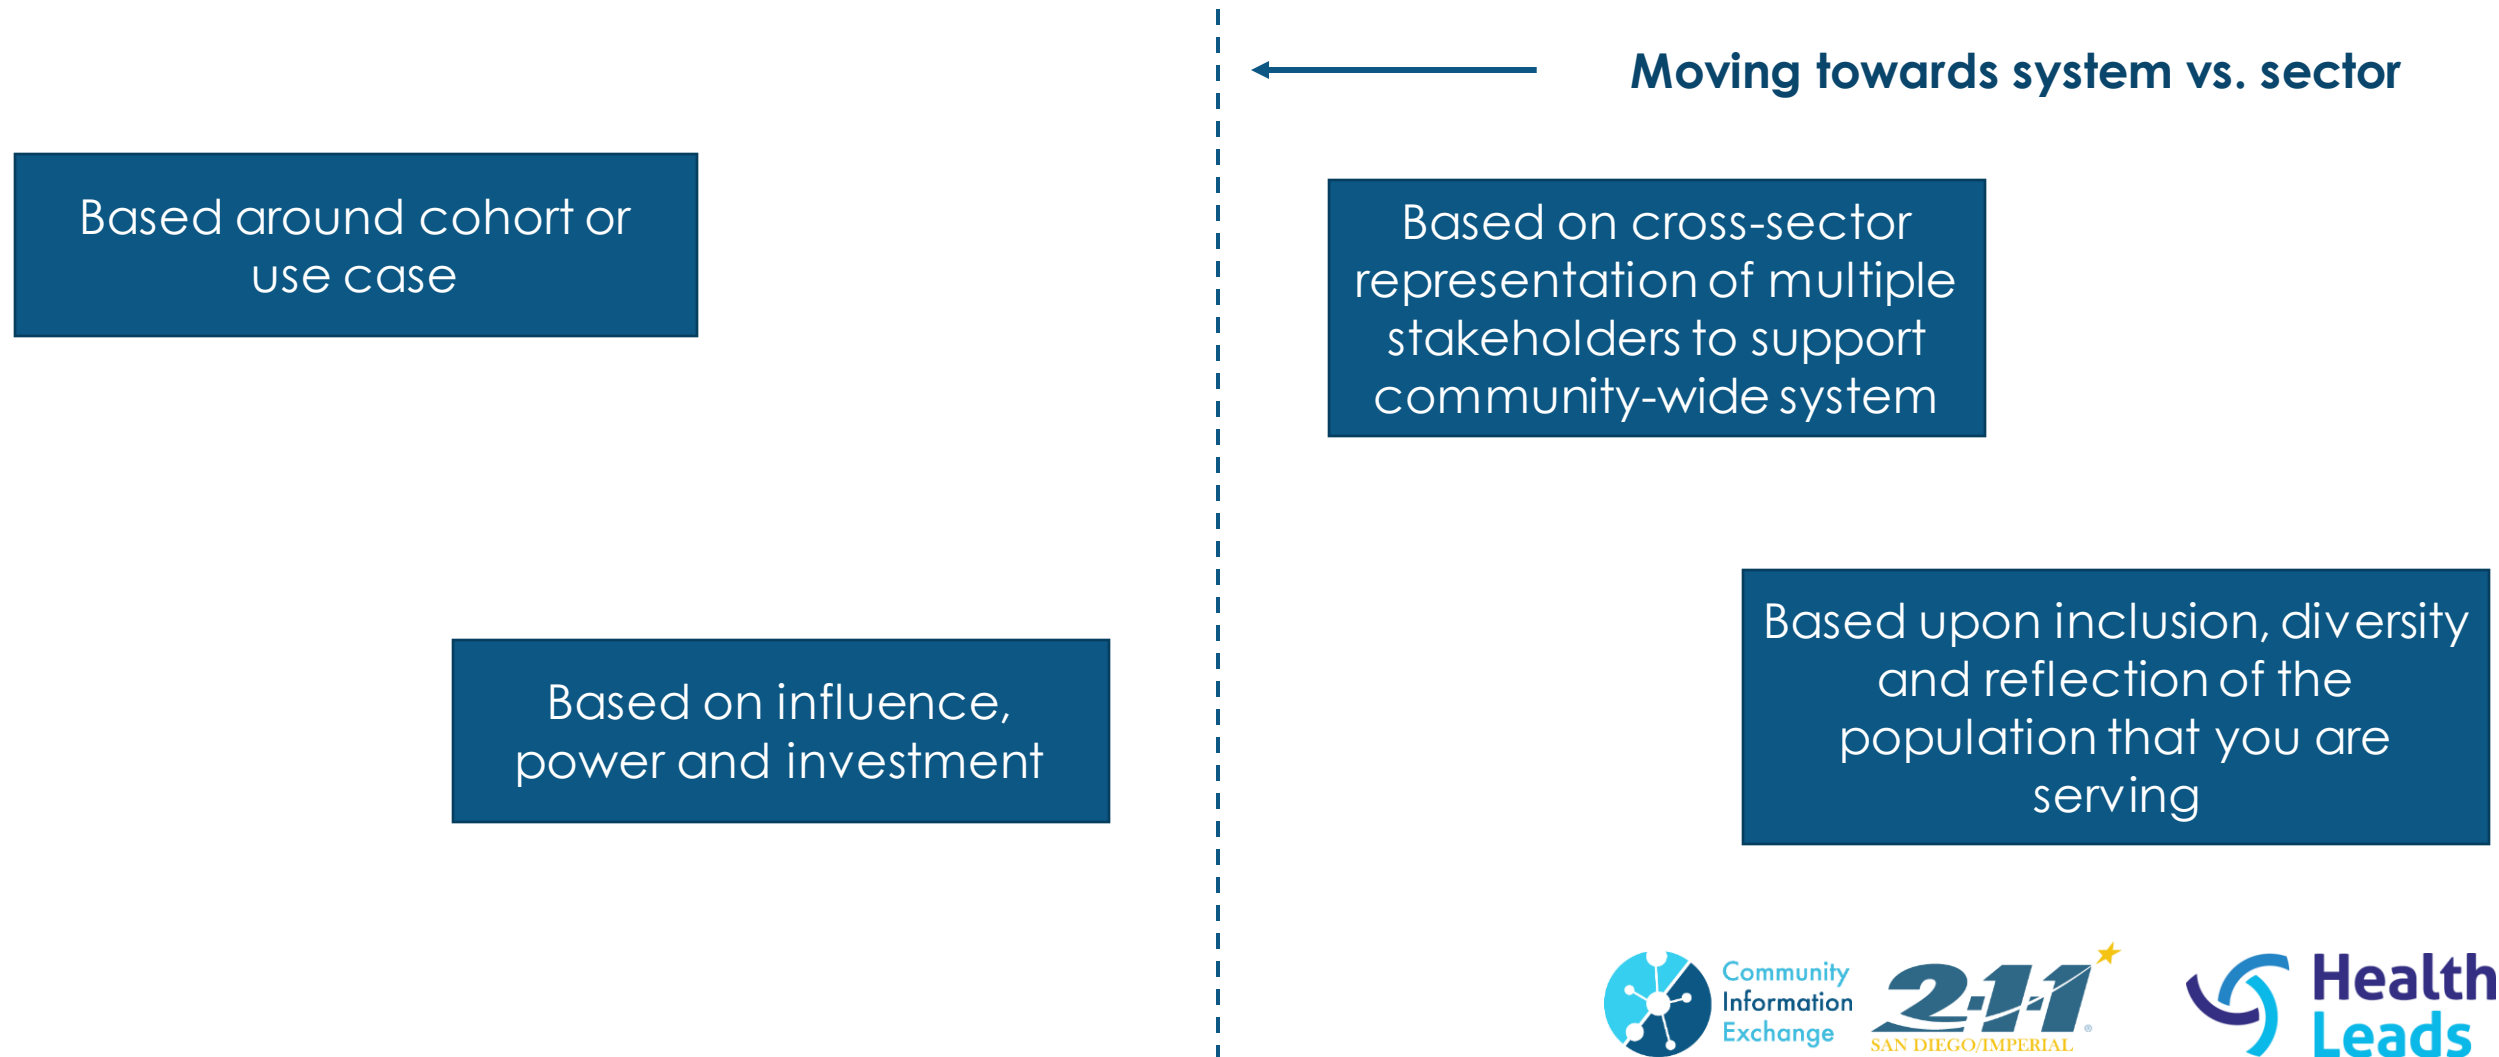 Moving towards system vs. sector
Based around cohort or
use case
Based on cross-sector
representation of multiple
stakeholders to support
community-wide system
Based on influence,
power and investment
Based upon inclusion, diversity
and reflection of the
population that you are
serving
Community
Information
Exchange
2-1-1
®
SAN DIEGO/IMPERIAL
Health
Leads